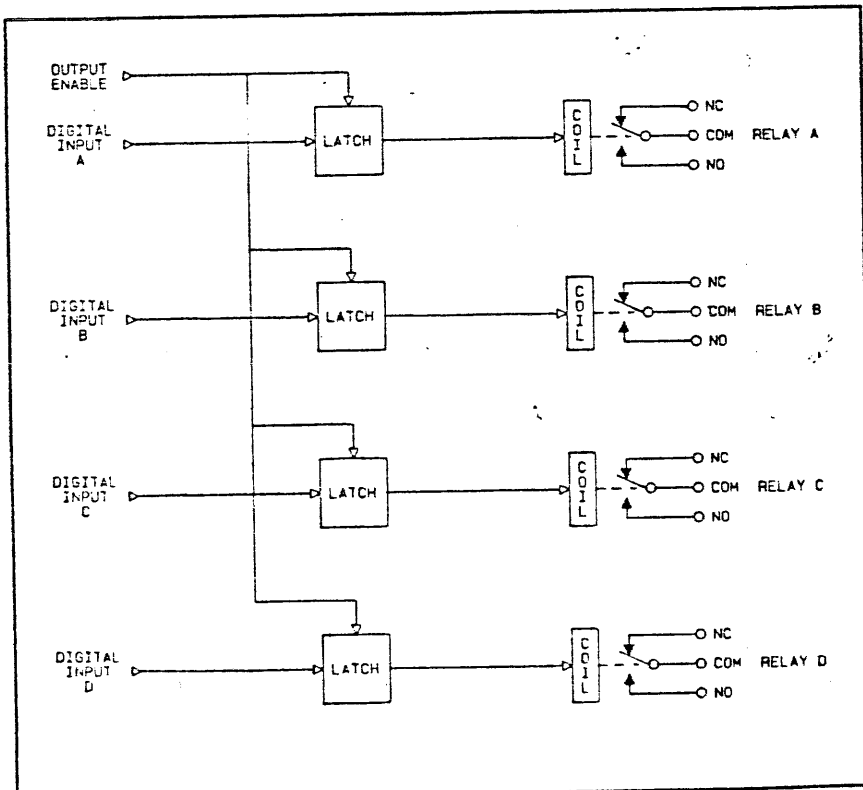 OUTPUT
ENABLE
DIGITAL
INPUT
A
LATCH
COIL
NC
COM RELAY A
NO
DIGITAL
INPUT
B
LATCH
COIL
NC
COM RELAY B
NO
DIGITAL
INPUT
C
LATCH
COIL
NC
COM RELAY C
NO
DIGITAL
INPUT
D
LATCH
COIL
NC
COM RELAY D
NO